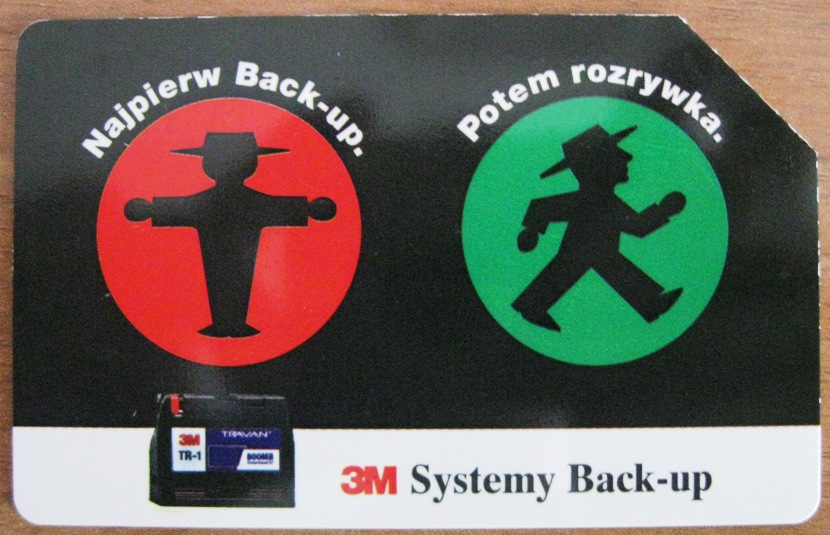 Najpierw Back-up.
Potem rozrywka.
3M
TRAVAN
TR-1
800MB
3M Systemy Back-up